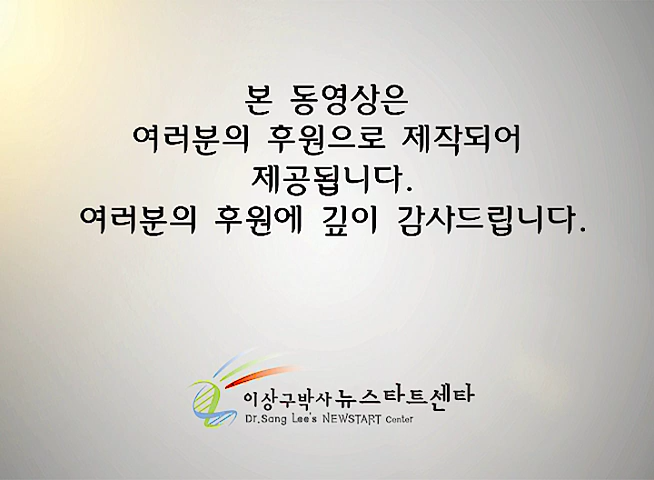 본 동영상은
여러분의 후원으로 제작되어
제공됩니다.
여러분의 후원에 깊이 감사드립니다.
이상구박사뉴스타트센타
Dr.Sang Lee's NEWSTART Center